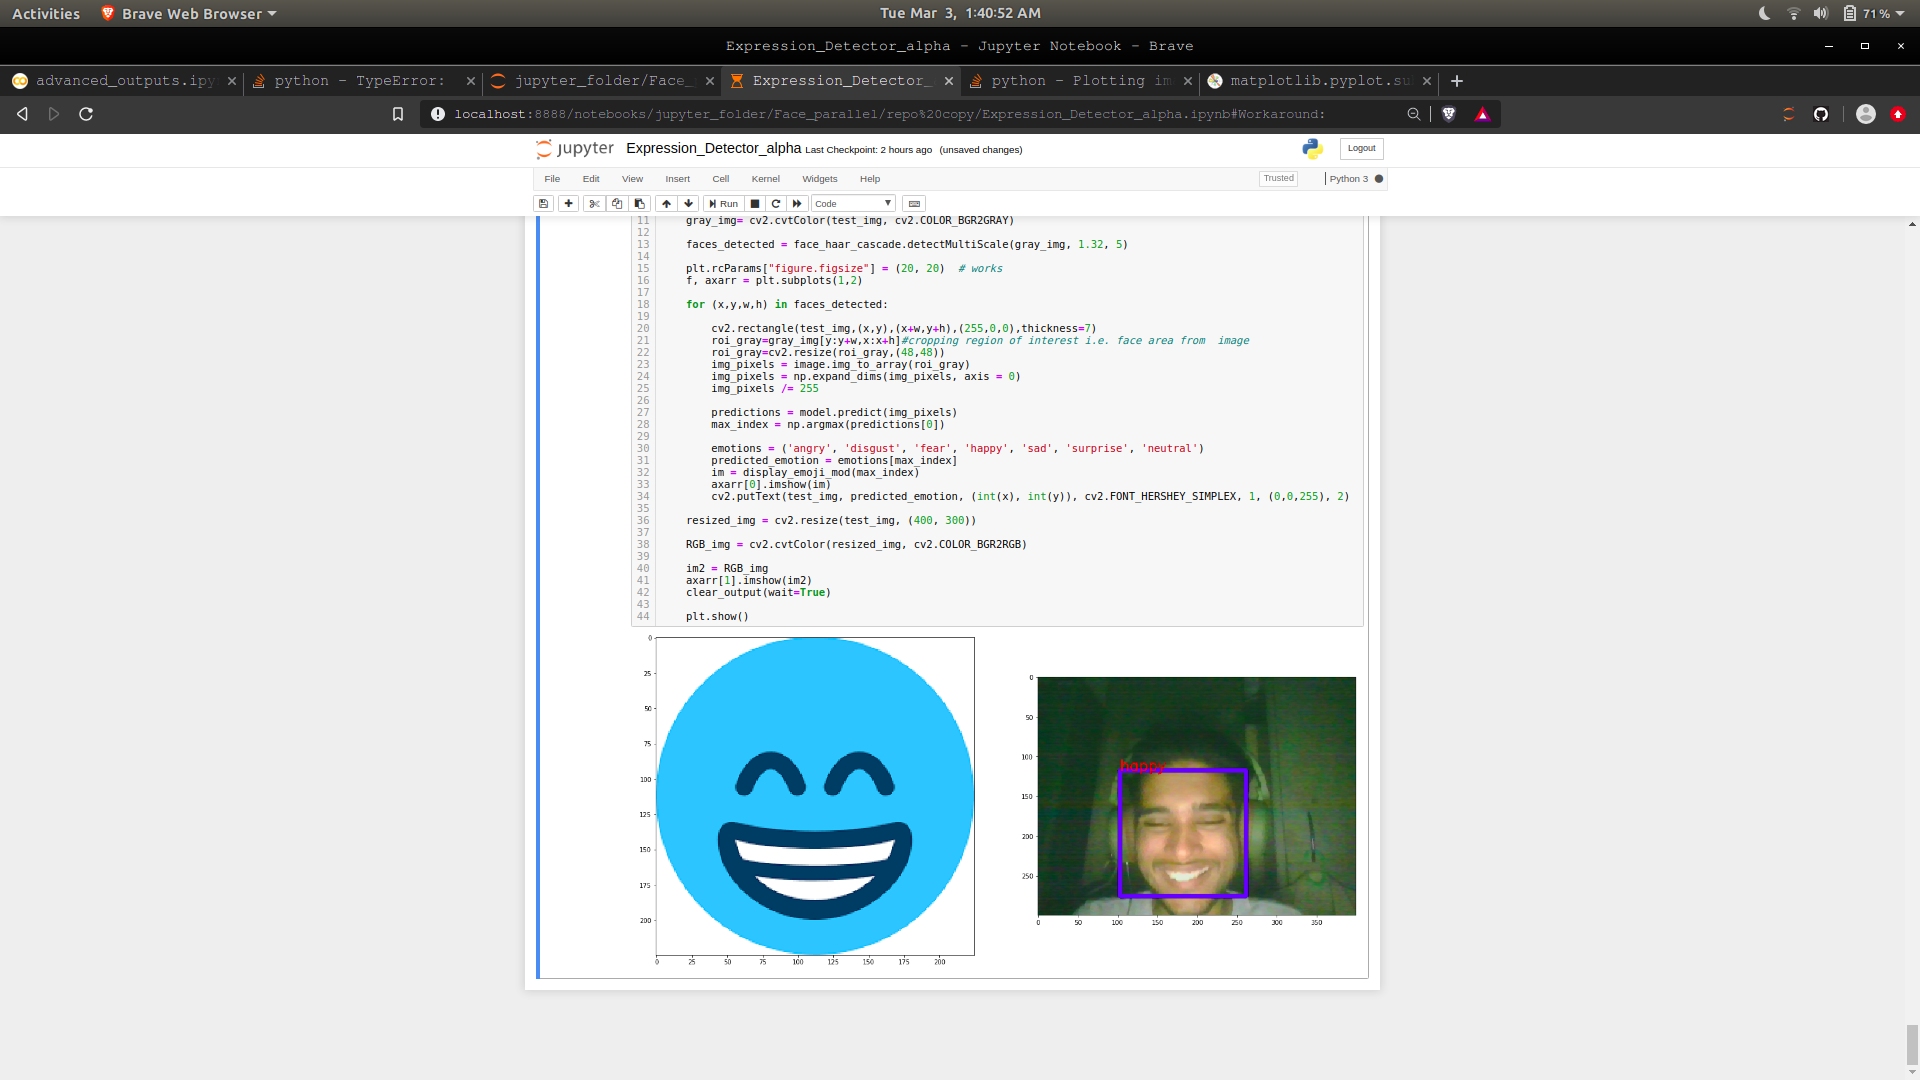 Activities Brave Web Browser Tue Mar 3, 1:40:52 AM 71%
Expression_Detector_alpha - Jupyter Notebook - Brave
advanced_outputs.ipy python - TypeError: jupyter_folder/Face_ Expression_Detector_ python - Plotting im matplotlib.pyplot.su
localhost:8888/notebooks/jupyter_folder/Face_parallel/repo%20copy/Expression_Detector_alpha.ipynb#Workaround:
jupyter Expression_Detector_alpha Last Checkpoint: 2 hours ago (unsaved changes) Logout
File Edit View Insert Cell Kernel Widgets Help Trusted Python 3
Run Code
11 gray_img= cv2.cvtColor(test_img, cv2.COLOR_BGR2GRAY)
12
13 faces_detected = face_haar_cascade.detectMultiScale(gray_img, 1.32, 5)
14
15 plt.rcParams["figure.figsize"] = (20, 20) # works
16 f, axarr = plt.subplots(1,2)
17
18 for (x,y,w,h) in faces_detected:
19
20 cv2.rectangle(test_img,(x,y),(x+w,y+h),(255,0,0),thickness=7)
21 roi_gray=gray_img[y:y+w,x:x+h]#cropping region of interest i.e. face area from  image
22 roi_gray=cv2.resize(roi_gray,(48,48))
23 img_pixels = image.img_to_array(roi_gray)
24 img_pixels = np.expand_dims(img_pixels, axis = 0)
25 img_pixels /= 255
26
27 predictions = model.predict(img_pixels)
28 max_index = np.argmax(predictions[0])
29
30 emotions = ('angry', 'disgust', 'fear', 'happy', 'sad', 'surprise', 'neutral')
31 predicted_emotion = emotions[max_index]
32 im = display_emoji_mod(max_index)
33 axarr[0].imshow(im)
34 cv2.putText(test_img, predicted_emotion, (int(x), int(y)), cv2.FONT_HERSHEY_SIMPLEX, 1, (0,0,255), 2)
35
36 resized_img = cv2.resize(test_img, (400, 300))
37
38 RGB_img = cv2.cvtColor(resized_img, cv2.COLOR_BGR2RGB)
39
40 im2 = RGB_img
41 axarr[1].imshow(im2)
42 clear_output(wait=True)
43
44 plt.show()
0
25
50
75
100
125
150
175
200
0 25 50 75 100 125 150 175 200
0
50
100
150
200
250
happy
0 50 100 150 200 250 300 350